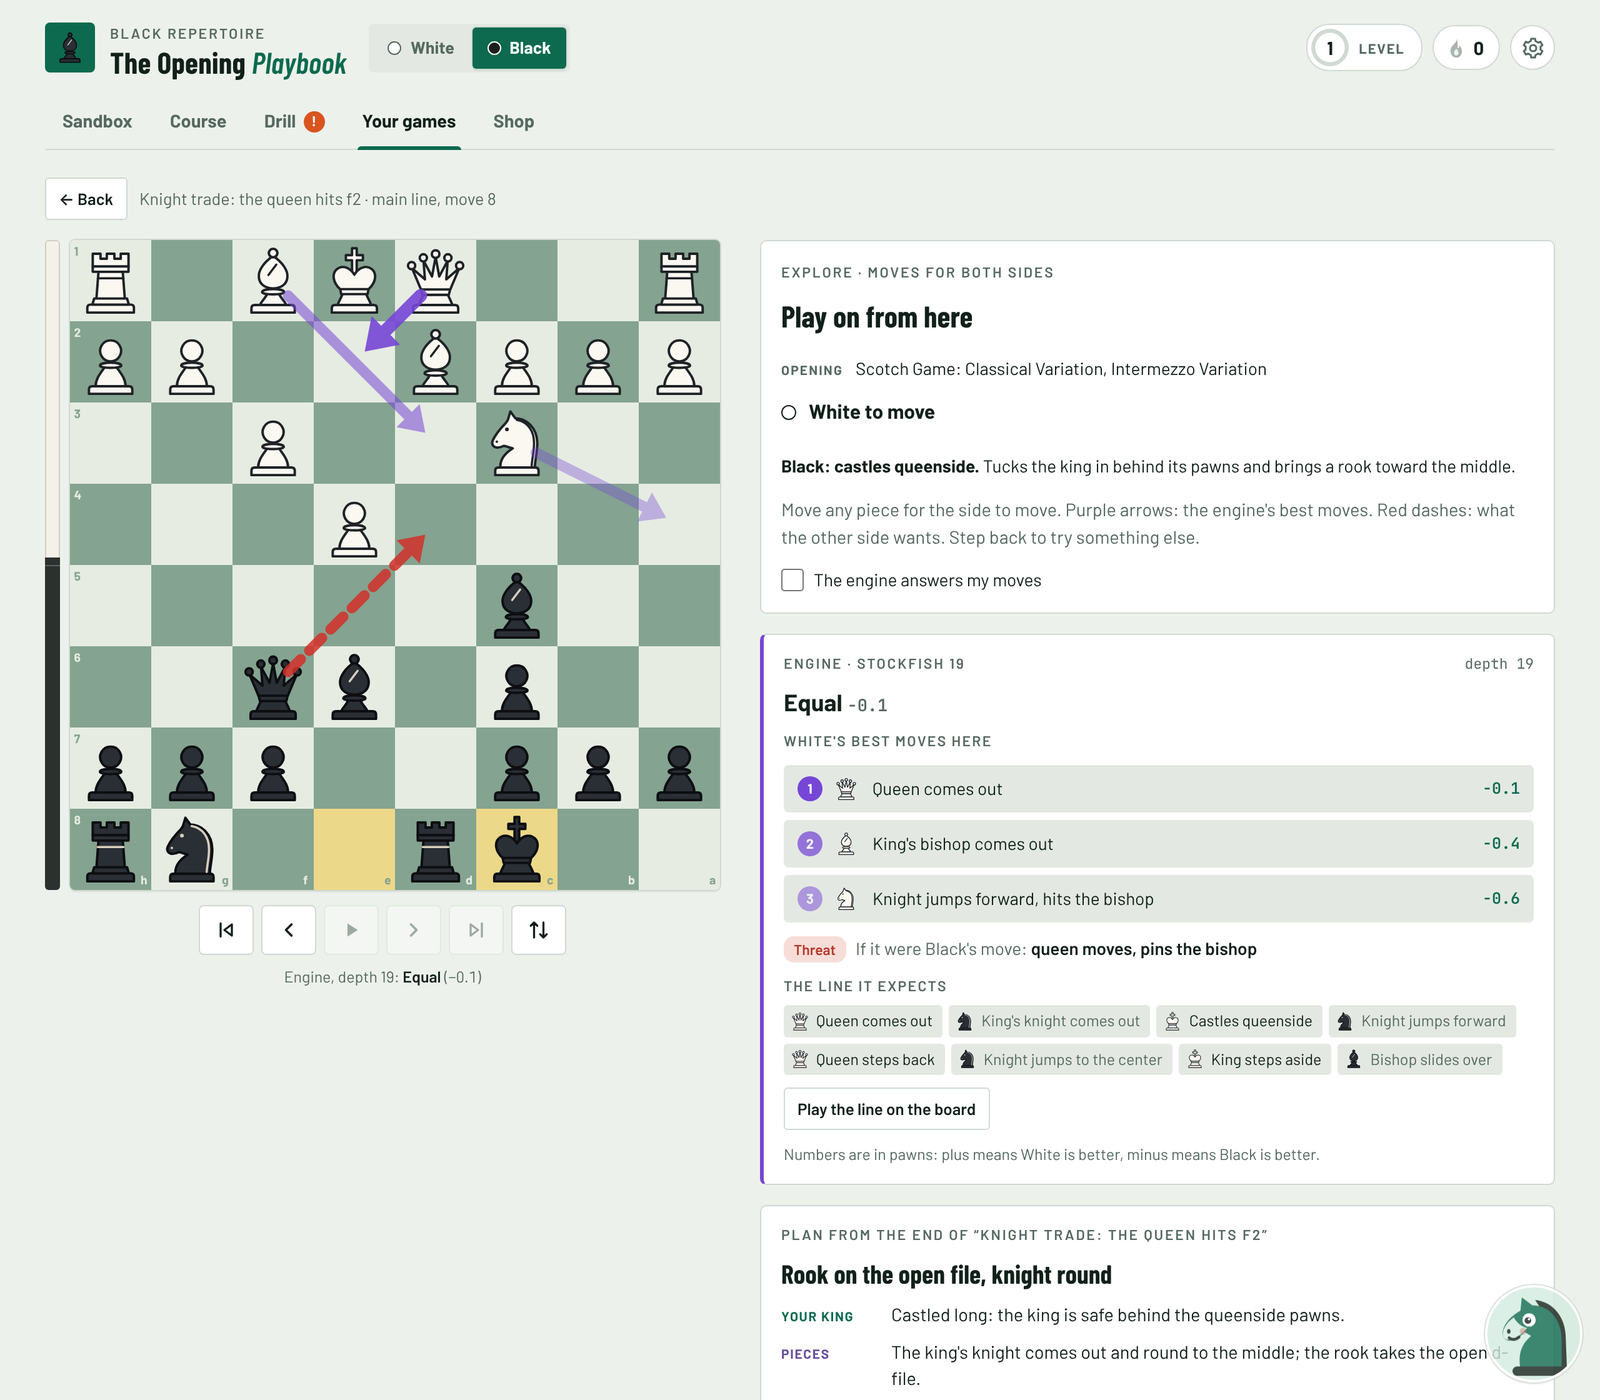 BLACK REPERTOIRE
The Opening Playbook
White
Black
1 LEVEL
0
Sandbox
Course
Drill !
Your games
Shop
← Back
Knight trade: the queen hits f2 · main line, move 8
1
2
3
4
5
6
7
8
h
g
f
e
d
c
b
a
Engine, depth 19: Equal (−0.1)
EXPLORE · MOVES FOR BOTH SIDES
Play on from here
OPENING Scotch Game: Classical Variation, Intermezzo Variation
White to move
Black: castles queenside. Tucks the king in behind its pawns and brings a rook toward the middle.
Move any piece for the side to move. Purple arrows: the engine's best moves. Red dashes: what
the other side wants. Step back to try something else.
The engine answers my moves
ENGINE · STOCKFISH 19
depth 19
Equal -0.1
WHITE'S BEST MOVES HERE
1 Queen comes out -0.1
2 King's bishop comes out -0.4
3 Knight jumps forward, hits the bishop -0.6
Threat If it were Black's move: queen moves, pins the bishop
THE LINE IT EXPECTS
Queen comes out King's knight comes out Castles queenside Knight jumps forward
Queen steps back Knight jumps to the center King steps aside Bishop slides over
Play the line on the board
Numbers are in pawns: plus means White is better, minus means Black is better.
PLAN FROM THE END OF “KNIGHT TRADE: THE QUEEN HITS F2”
Rook on the open file, knight round
YOUR KING Castled long: the king is safe behind the queenside pawns.
PIECES The king's knight comes out and round to the middle; the rook takes the open d-
file.